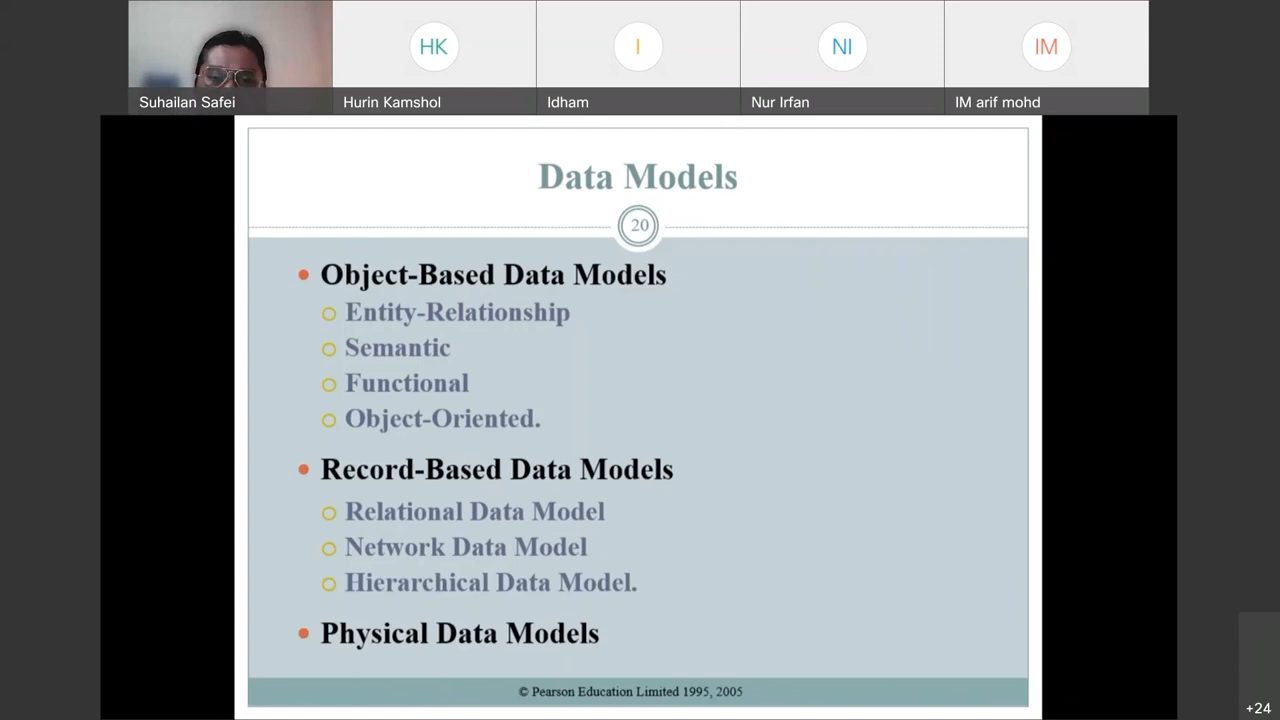 HK
I
NI
IM
Suhailan Safei
Hurin Kamshol
Idham
Nur Irfan
IM arif mohd
Data Models
20
Object-Based Data Models
Entity-Relationship
Semantic
Functional
Object-Oriented.
Record-Based Data Models
Relational Data Model
Network Data Model
Hierarchical Data Model.
Physical Data Models
© Pearson Education Limited 1995, 2005
+24